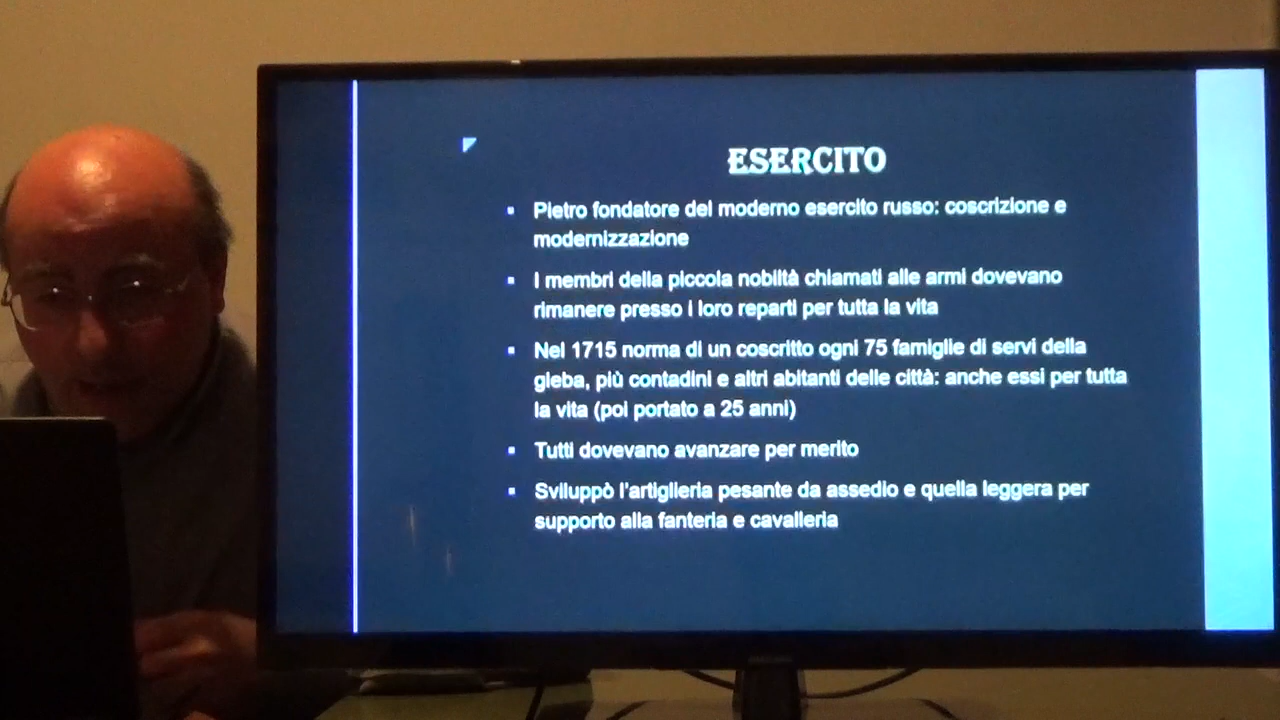 ESERCITO
Pietro fondatore del moderno esercito russo: coscrizione e
modernizzazione
I membri della piccola nobiltà chiamati alle armi dovevano
rimanere presso i loro reparti per tutta la vita
Nel 1715 norma di un coscritto ogni 75 famiglie di servi della
gleba, più contadini e altri abitanti delle città: anche essi per tutta
la vita (poi portato a 25 anni)
Tutti dovevano avanzare per merito
Sviluppò l'artiglieria pesante da assedio e quella leggera per
supporto alla fanteria e cavalleria